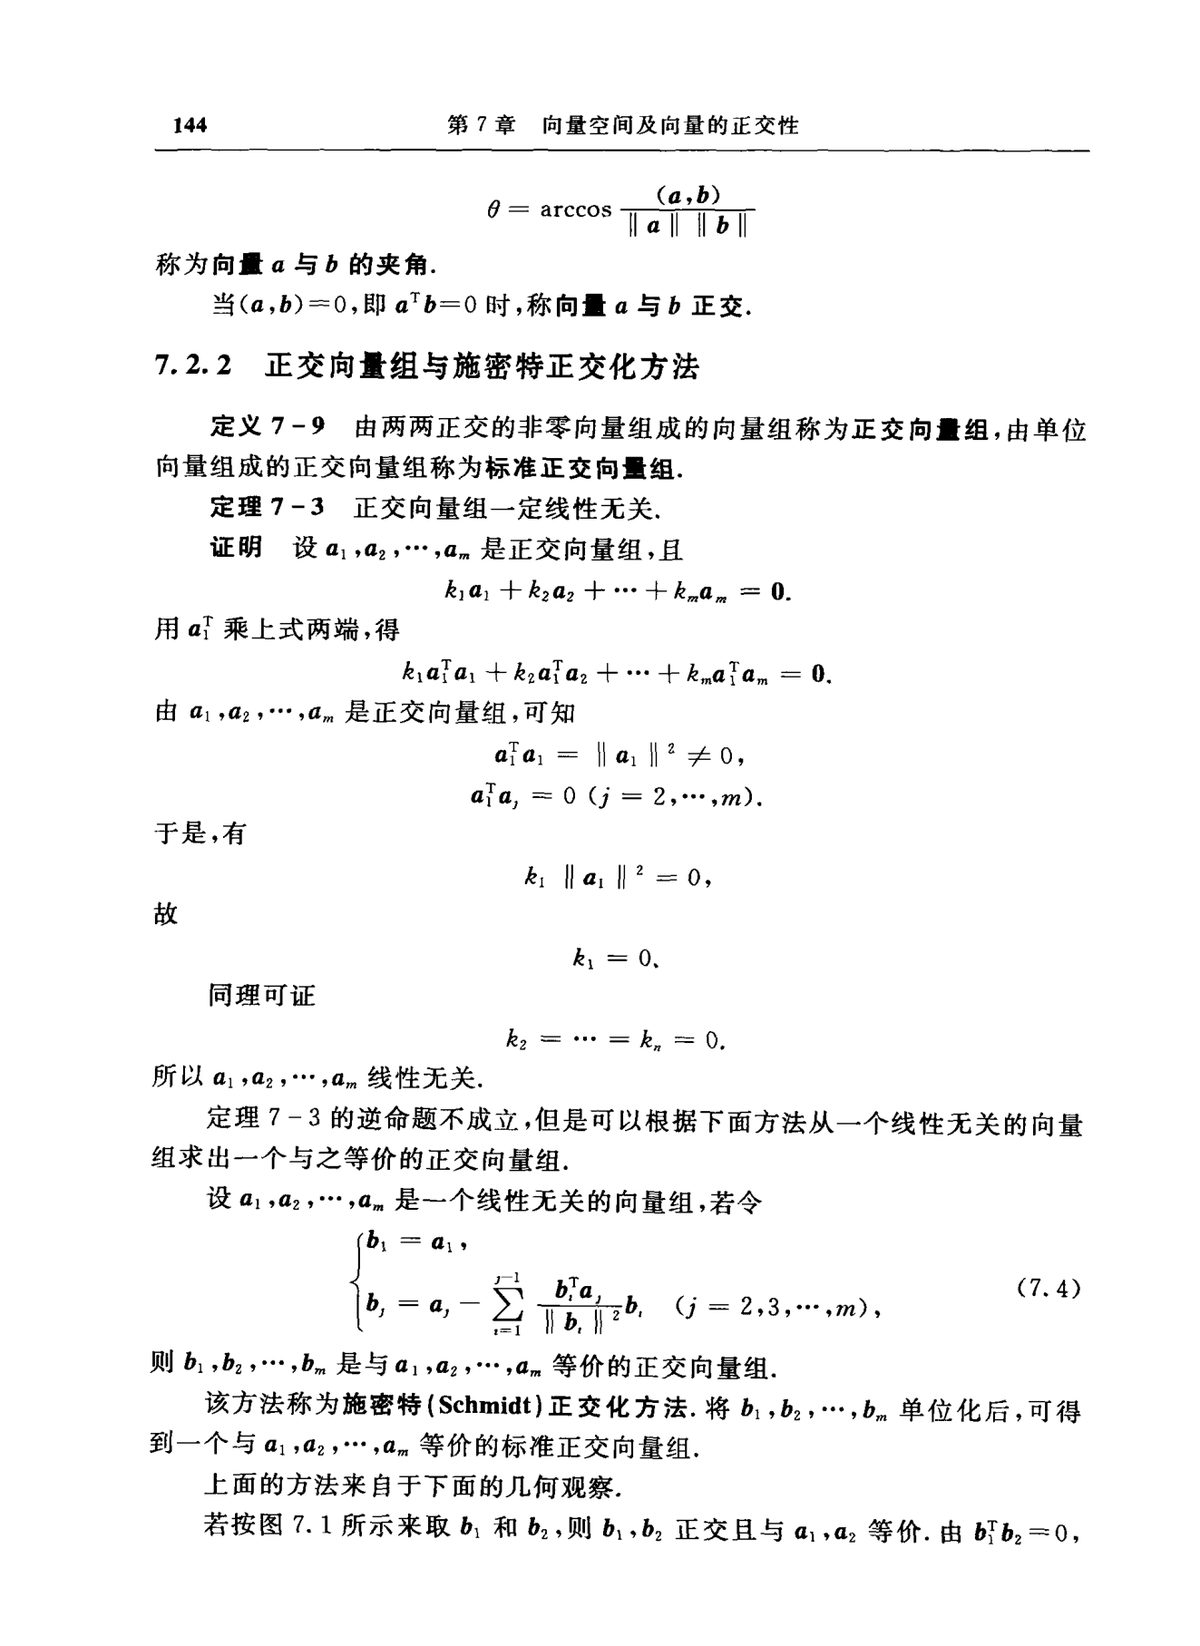 144 第 7 章 向量空间及向量的正交性
θ = arccos (a,b) / ‖a‖ ‖b‖
称为向量 a 与 b 的夹角.
当(a,b)=0,即 aᵀb=0 时,称向量 a 与 b 正交.
7.2.2 正交向量组与施密特正交化方法
定义 7-9 由两两正交的非零向量组成的向量组称为正交向量组,由单位
向量组成的正交向量组称为标准正交向量组.
定理 7-3 正交向量组一定线性无关.
证明 设 a₁,a₂,⋯,aₘ 是正交向量组,且
k₁a₁ + k₂a₂ + ⋯ + kₘaₘ = 0.
用 a₁ᵀ 乘上式两端,得
k₁a₁ᵀa₁ + k₂a₁ᵀa₂ + ⋯ + kₘa₁ᵀaₘ = 0.
由 a₁,a₂,⋯,aₘ 是正交向量组,可知
a₁ᵀa₁ = ‖a₁‖² ≠ 0,
a₁ᵀaⱼ = 0 (j = 2,⋯,m).
于是,有
k₁ ‖a₁‖² = 0,
故
k₁ = 0.
同理可证
k₂ = ⋯ = kₙ = 0.
所以 a₁,a₂,⋯,aₘ 线性无关.
定理 7-3 的逆命题不成立,但是可以根据下面方法从一个线性无关的向量
组求出一个与之等价的正交向量组.
设 a₁,a₂,⋯,aₘ 是一个线性无关的向量组,若令
{ b₁ = a₁,
bⱼ = aⱼ − ∑_{i=1}^{j−1} (bᵢᵀaⱼ / ‖bᵢ‖²) bᵢ (j = 2,3,⋯,m), (7.4)
则 b₁,b₂,⋯,bₘ 是与 a₁,a₂,⋯,aₘ 等价的正交向量组.
该方法称为施密特(Schmidt)正交化方法. 将 b₁,b₂,⋯,bₘ 单位化后,可得
到一个与 a₁,a₂,⋯,aₘ 等价的标准正交向量组.
上面的方法来自于下面的几何观察.
若按图 7.1 所示来取 b₁ 和 b₂,则 b₁,b₂ 正交且与 a₁,a₂ 等价. 由 b₁ᵀb₂=0,